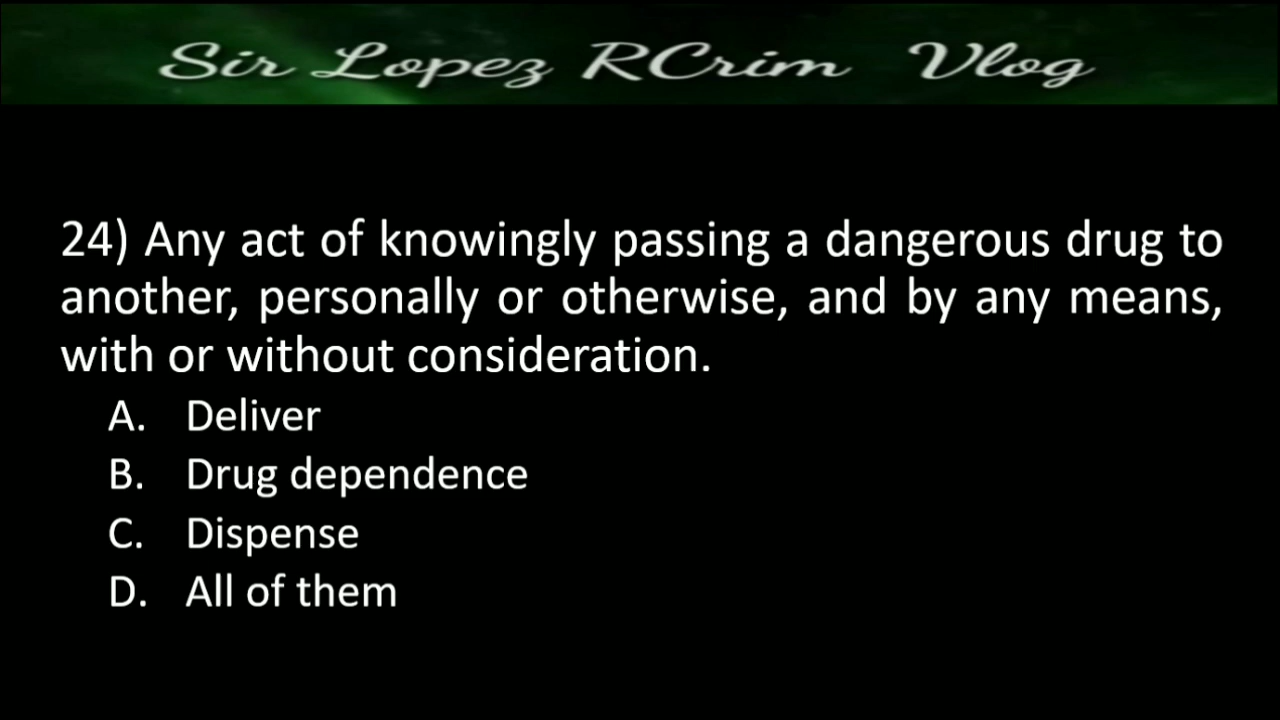 Sir Lopez RCrim Vlog
24) Any act of knowingly passing a dangerous drug to
another, personally or otherwise, and by any means,
with or without consideration.
A. Deliver
B. Drug dependence
C. Dispense
D. All of them